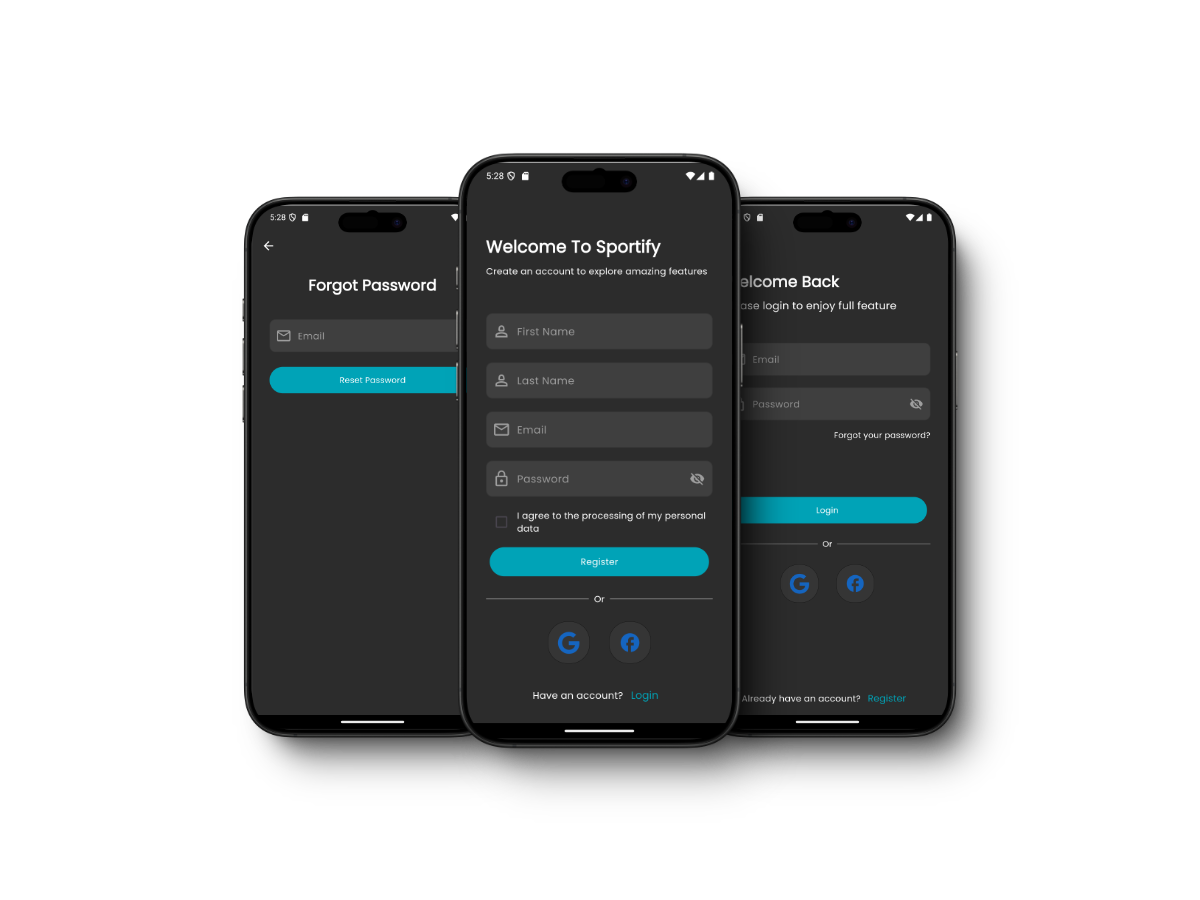 5:28
Forgot Password
Email
Reset Password
5:28
Welcome To Sportify
Create an account to explore amazing features
First Name
Last Name
Email
Password
I agree to the processing of my personal
data
Register
Or
Have an account? Login
elcome Back
ase login to enjoy full feature
Email
Password
Forgot your password?
Login
Or
Already have an account? Register